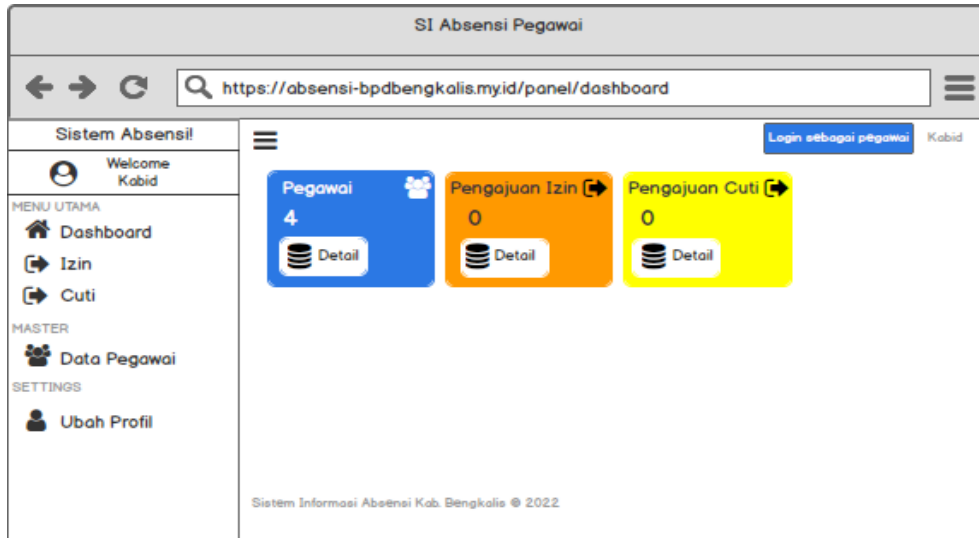 SI Absensi Pegawai
https://absensi-bpdbengkalis.my.id/panel/dashboard
Sistem Absensi!
Welcome
Kabid
MENU UTAMA
Dashboard
Izin
Cuti
MASTER
Data Pegawai
SETTINGS
Ubah Profil
Login sebagai pegawai
Kabid
Pegawai
4
Detail
Pengajuan Izin
0
Detail
Pengajuan Cuti
0
Detail
Sistem Informasi Absensi Kab. Bengkalis © 2022